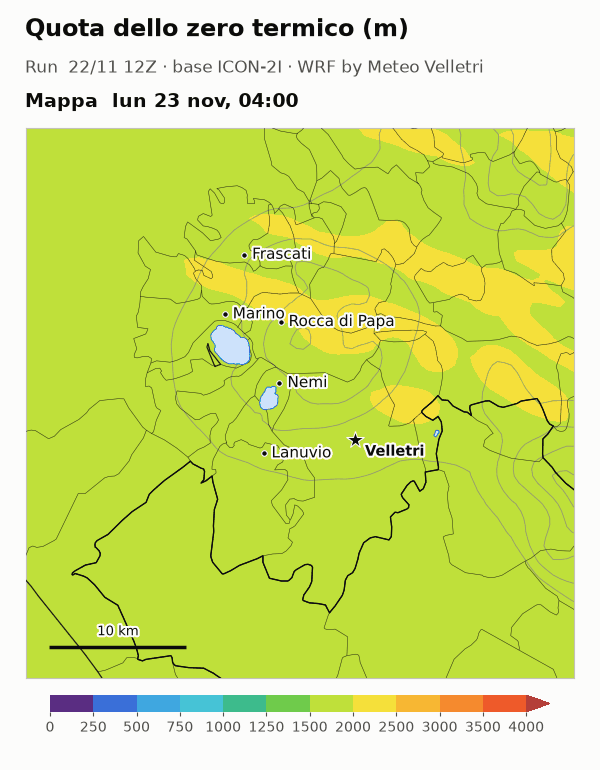 Quota dello zero termico (m)
Run  22/11 12Z · base ICON-2I · WRF by Meteo Velletri
Mappa  lun 23 nov, 04:00
Frascati
Marino
Rocca di Papa
Nemi
Velletri
Lanuvio
10 km
0 250 500 750 1000 1250 1500 2000 2500 3000 3500 4000